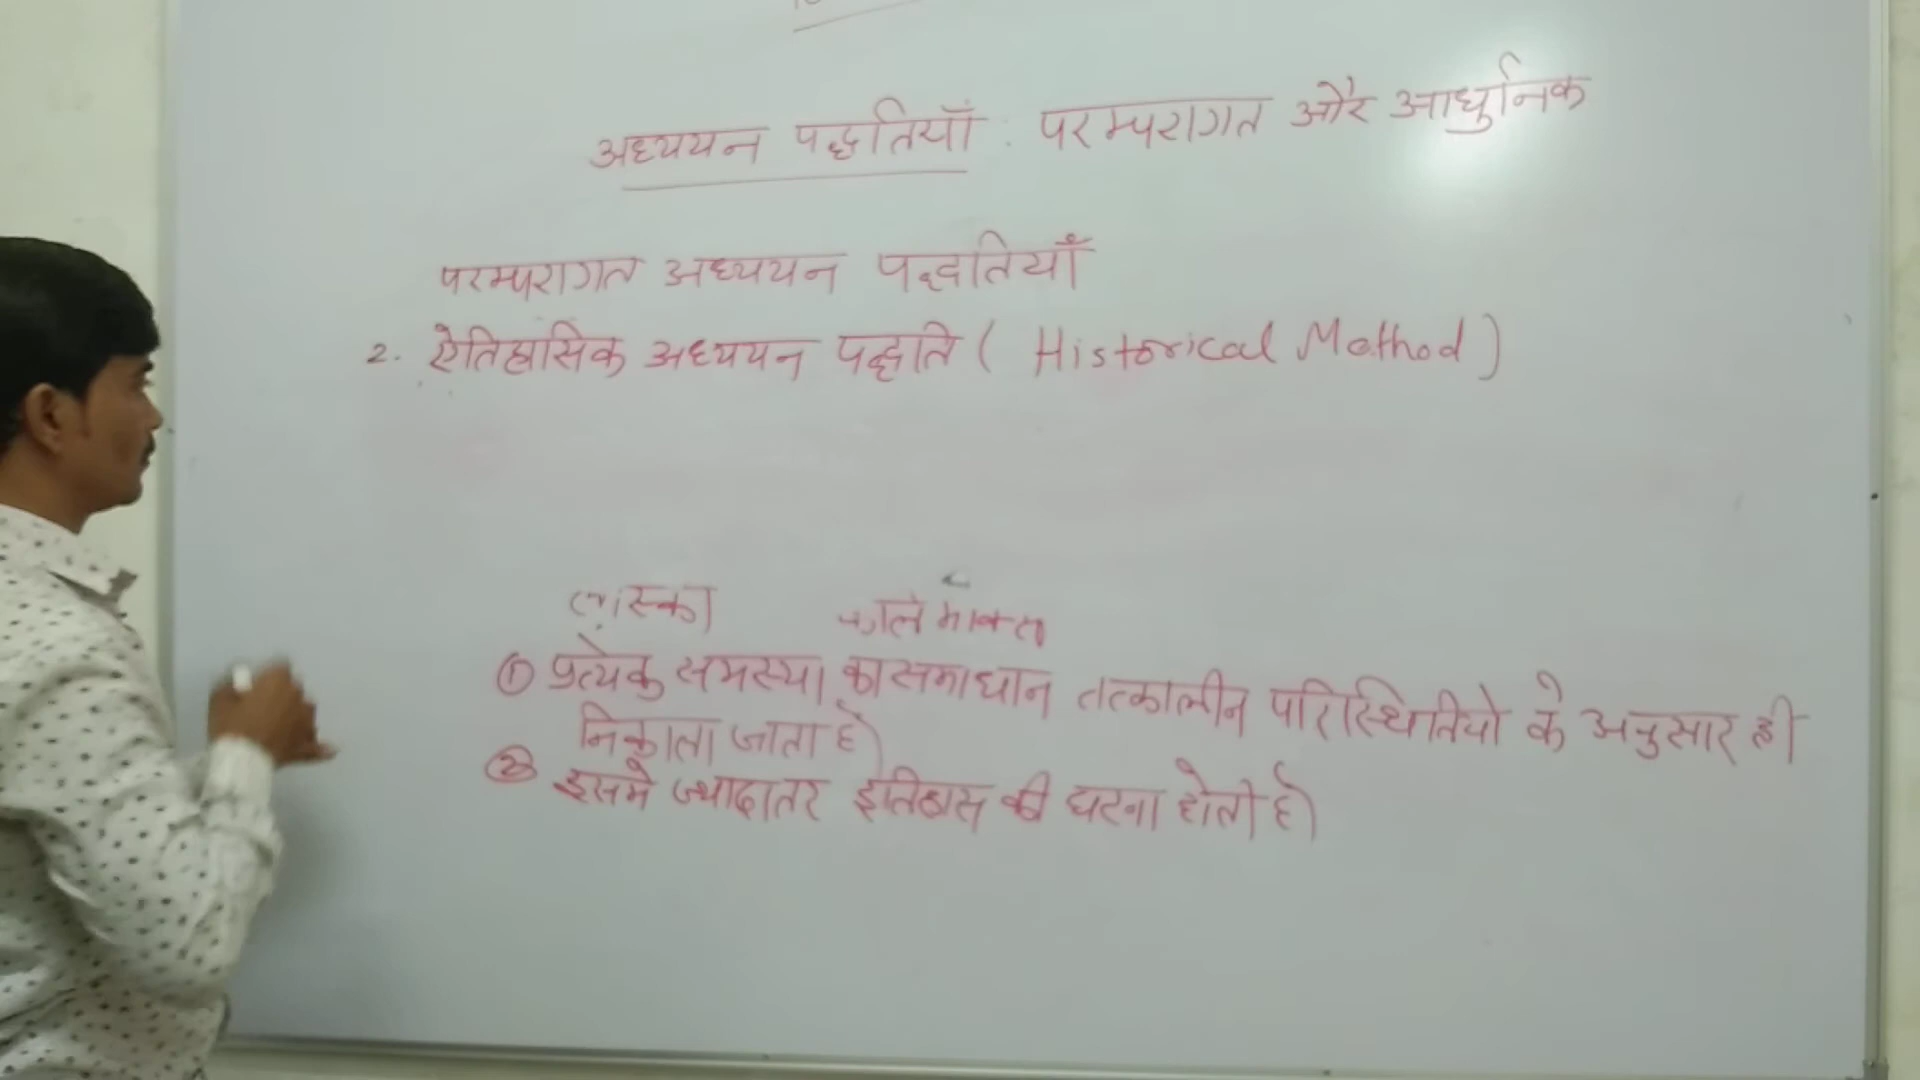 अध्ययन पद्धतियाँ . परम्परागत और आधुनिक
परम्परागत अध्ययन पद्धतियाँ
2. ऐतिहासिक अध्ययन पद्धति ( Historical Mathod )
लास्का कार्ल मार्क्स
① प्रत्येक समस्या का समाधान तत्कालीन परिस्थितियो के अनुसार ही
निकाला जाता है
② इसमे ज्यादातर इतिहास की घटना होती है